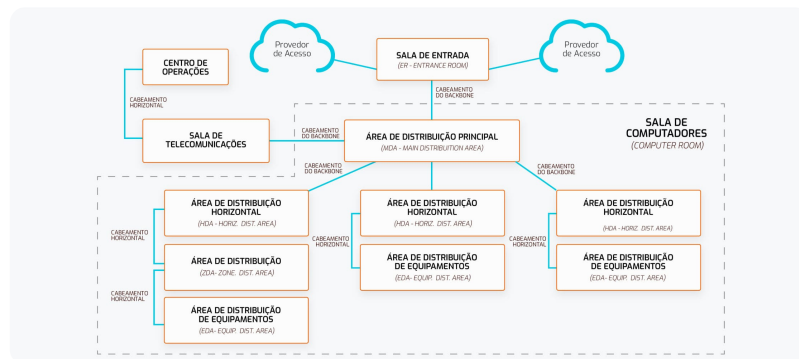 Provedor
de Acesso
SALA DE ENTRADA
(ER - ENTRANCE ROOM)
Provedor
de Acesso
CENTRO DE
OPERAÇÕES
CABEAMENTO
HORIZONTAL
CABEAMENTO
DO BACKBONE
SALA DE
TELECOMUNICAÇÕES
CABEAMENTO
DO BACKBONE
ÁREA DE DISTRIBUIÇÃO PRINCIPAL
(MDA - MAIN DISTRIBUITION AREA)
SALA DE
COMPUTADORES
(COMPUTER ROOM)
CABEAMENTO
DO BACKBONE
CABEAMENTO
DO BACKBONE
ÁREA DE DISTRIBUIÇÃO
HORIZONTAL
(HDA - HORIZ. DIST. AREA)
ÁREA DE DISTRIBUIÇÃO
HORIZONTAL
(HDA - HORIZ. DIST. AREA)
ÁREA DE DISTRIBUIÇÃO
HORIZONTAL
(HDA - HORIZ. DIST. AREA)
CABEAMENTO
HORIZONTAL
CABEAMENTO
HORIZONTAL
CABEAMENTO
HORIZONTAL
ÁREA DE DISTRIBUIÇÃO
(ZDA- ZONE. DIST. AREA)
ÁREA DE DISTRIBUIÇÃO
DE EQUIPAMENTOS
(EDA- EQUIP. DIST. AREA)
ÁREA DE DISTRIBUIÇÃO
DE EQUIPAMENTOS
(EDA- EQUIP. DIST. AREA)
CABEAMENTO
HORIZONTAL
ÁREA DE DISTRIBUIÇÃO
DE EQUIPAMENTOS
(EDA- EQUIP. DIST. AREA)